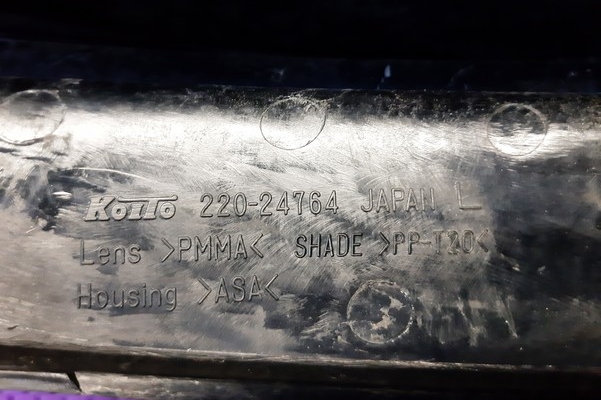 KOITO 220-24764 JAPAN L
Lens >PMMA< SHADE >PP-T20<
Housing >ASA<